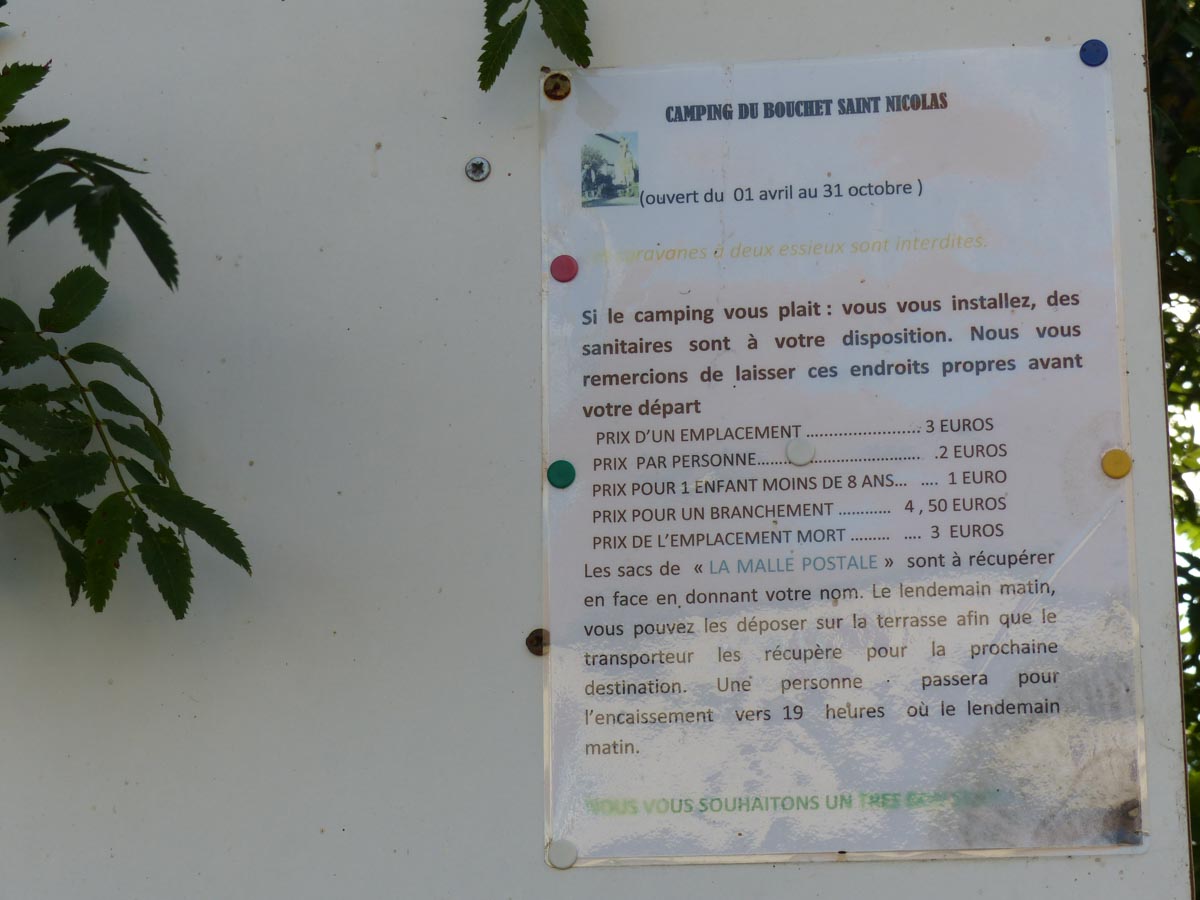 CAMPING DU BOUCHET SAINT NICOLAS
(ouvert du 01 avril au 31 octobre )
caravanes à deux essieux sont interdites.
Si le camping vous plait : vous vous installez, des
sanitaires sont à votre disposition. Nous vous
remercions de laisser ces endroits propres avant
votre départ
PRIX D'UN EMPLACEMENT ......................... 3 EUROS
PRIX PAR PERSONNE.................................... .2 EUROS
PRIX POUR 1 ENFANT MOINS DE 8 ANS... .... 1 EURO
PRIX POUR UN BRANCHEMENT ........... 4 , 50 EUROS
PRIX DE L'EMPLACEMENT MORT ......... .... 3 EUROS
Les sacs de « LA MALLE POSTALE » sont à récupérer
en face en donnant votre nom. Le lendemain matin,
vous pouvez les déposer sur la terrasse afin que le
transporteur les récupère pour la prochaine
destination. Une personne passera pour
l'encaissement vers 19 heures où le lendemain
matin.
NOUS VOUS SOUHAITONS UN TRES BON